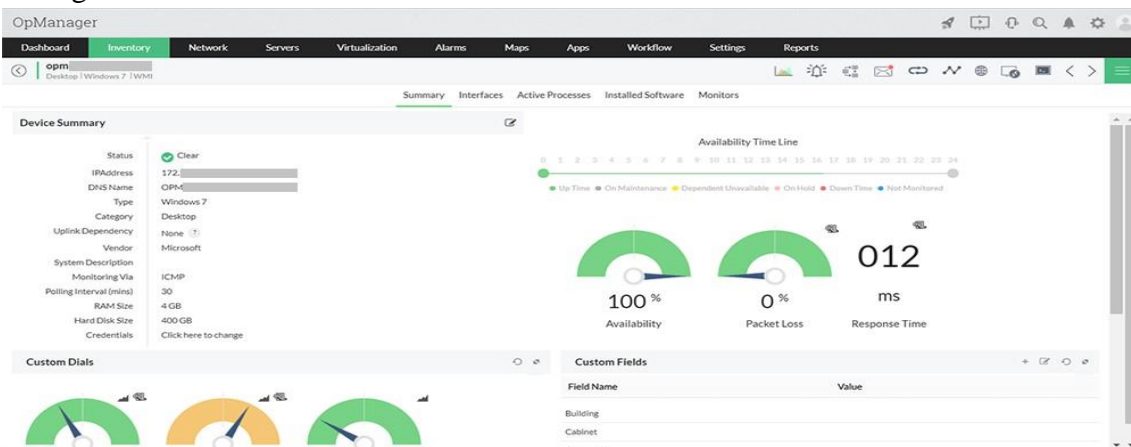 OpManager
Dashboard Inventory Network Servers Virtualization Alarms Maps Apps Workflow Settings Reports
opm
Desktop | Windows 7 | WMI
Summary Interfaces Active Processes Installed Software Monitors
Device Summary
Status Clear
IPAddress 172.
DNS Name OPM
Type Windows 7
Category Desktop
Uplink Dependency None ?
Vendor Microsoft
System Description
Monitoring Via ICMP
Polling Interval (mins) 30
RAM Size 4 GB
Hard Disk Size 400 GB
Credentials Click here to change
Availability Time Line
0 1 2 3 4 5 6 7 8 9 10 11 12 13 14 15 16 17 18 19 20 21 22 23 24
Up Time On Maintenance Dependent Unavailable On Hold Down Time Not Monitored
100 % 0 % 012 ms
Availability Packet Loss Response Time
Custom Dials
Custom Fields
Field Name Value
Building
Cabinet